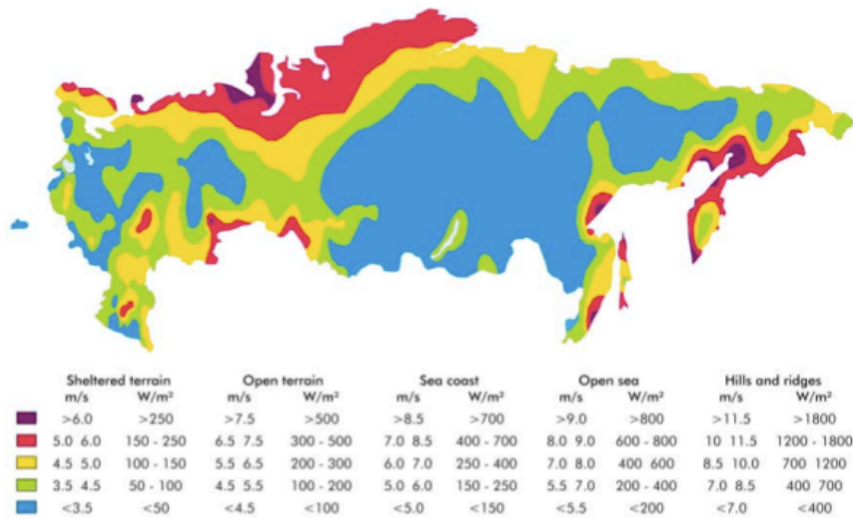 Sheltered terrain Open terrain Sea coast Open sea Hills and ridges
m/s W/m² m/s W/m² m/s W/m² m/s W/m² m/s W/m²
>6.0 >250 >7.5 >500 >8.5 >700 >9.0 >800 >11.5 >1800
5.0 6.0 150 - 250 6.5 7.5 300 - 500 7.0 8.5 400 - 700 8.0 9.0 600 - 800 10 11.5 1200 - 1800
4.5 5.0 100 - 150 5.5 6.5 200 - 300 6.0 7.0 250 - 400 7.0 8.0 400 600 8.5 10.0 700 1200
3.5 4.5 50 - 100 4.5 5.5 100 - 200 5.0 6.0 150 - 250 5.5 7.0 200 - 400 7.0 8.5 400 700
<3.5 <50 <4.5 <100 <5.0 <150 <5.5 <200 <7.0 <400